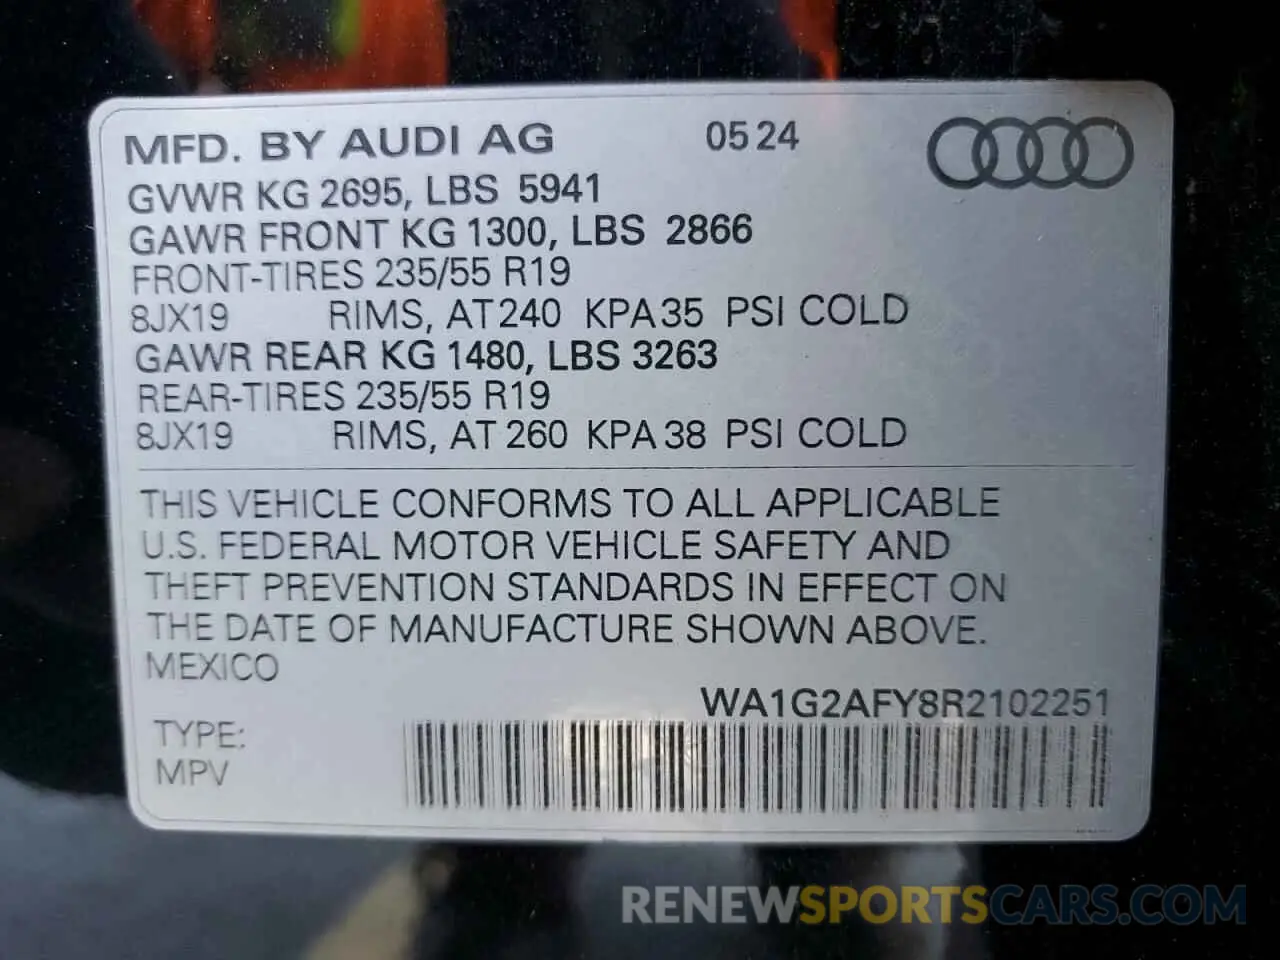 MFD. BY AUDI AG 05 24
GVWR KG 2695, LBS 5941
GAWR FRONT KG 1300, LBS 2866
FRONT-TIRES 235/55 R19
8JX19 RIMS, AT 240 KPA 35 PSI COLD
GAWR REAR KG 1480, LBS 3263
REAR-TIRES 235/55 R19
8JX19 RIMS, AT 260 KPA 38 PSI COLD
THIS VEHICLE CONFORMS TO ALL APPLICABLE
U.S. FEDERAL MOTOR VEHICLE SAFETY AND
THEFT PREVENTION STANDARDS IN EFFECT ON
THE DATE OF MANUFACTURE SHOWN ABOVE.
MEXICO
WA1G2AFY8R2102251
TYPE:
MPV
RENEWSPORTSCARS.COM